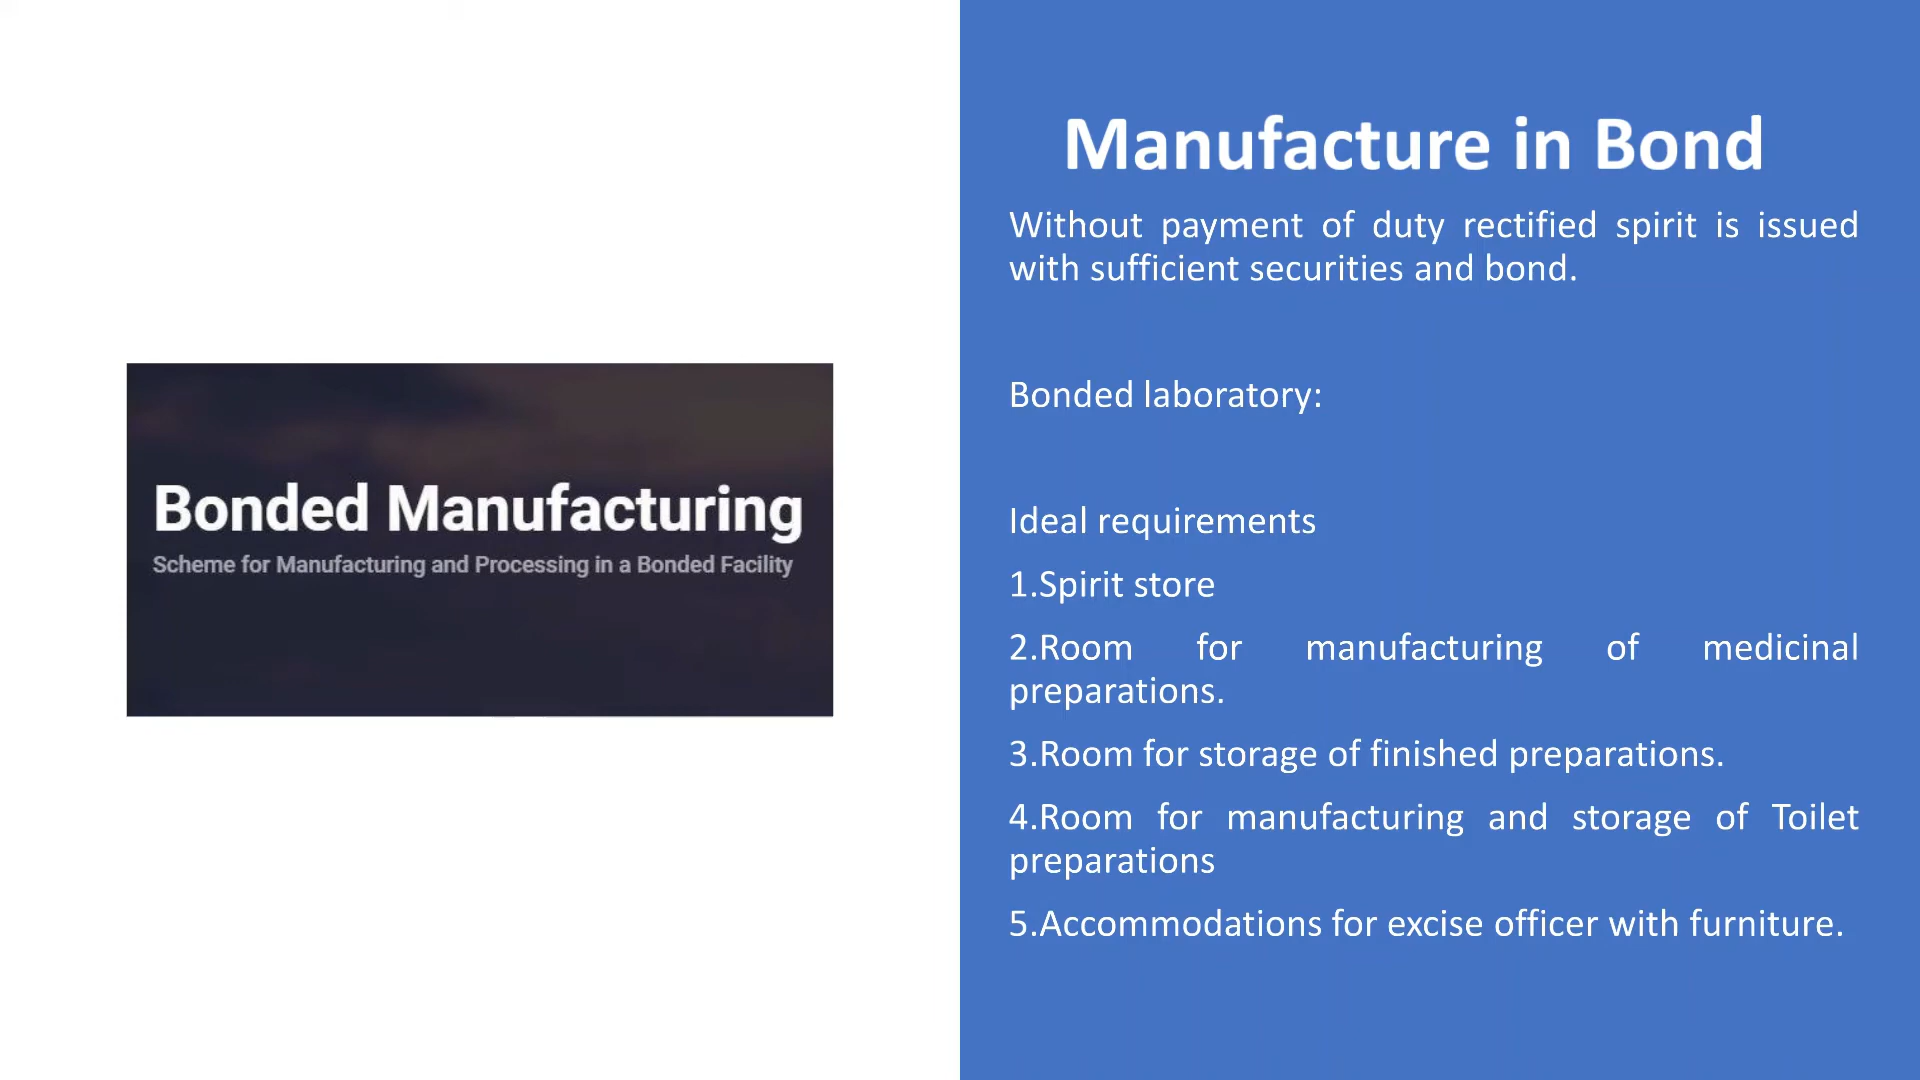 Bonded Manufacturing
Scheme for Manufacturing and Processing in a Bonded Facility
Manufacture in Bond
Without payment of duty rectified spirit is issued
with sufficient securities and bond.
Bonded laboratory:
Ideal requirements
1.Spirit store
2.Room for manufacturing of medicinal
preparations.
3.Room for storage of finished preparations.
4.Room for manufacturing and storage of Toilet
preparations
5.Accommodations for excise officer with furniture.